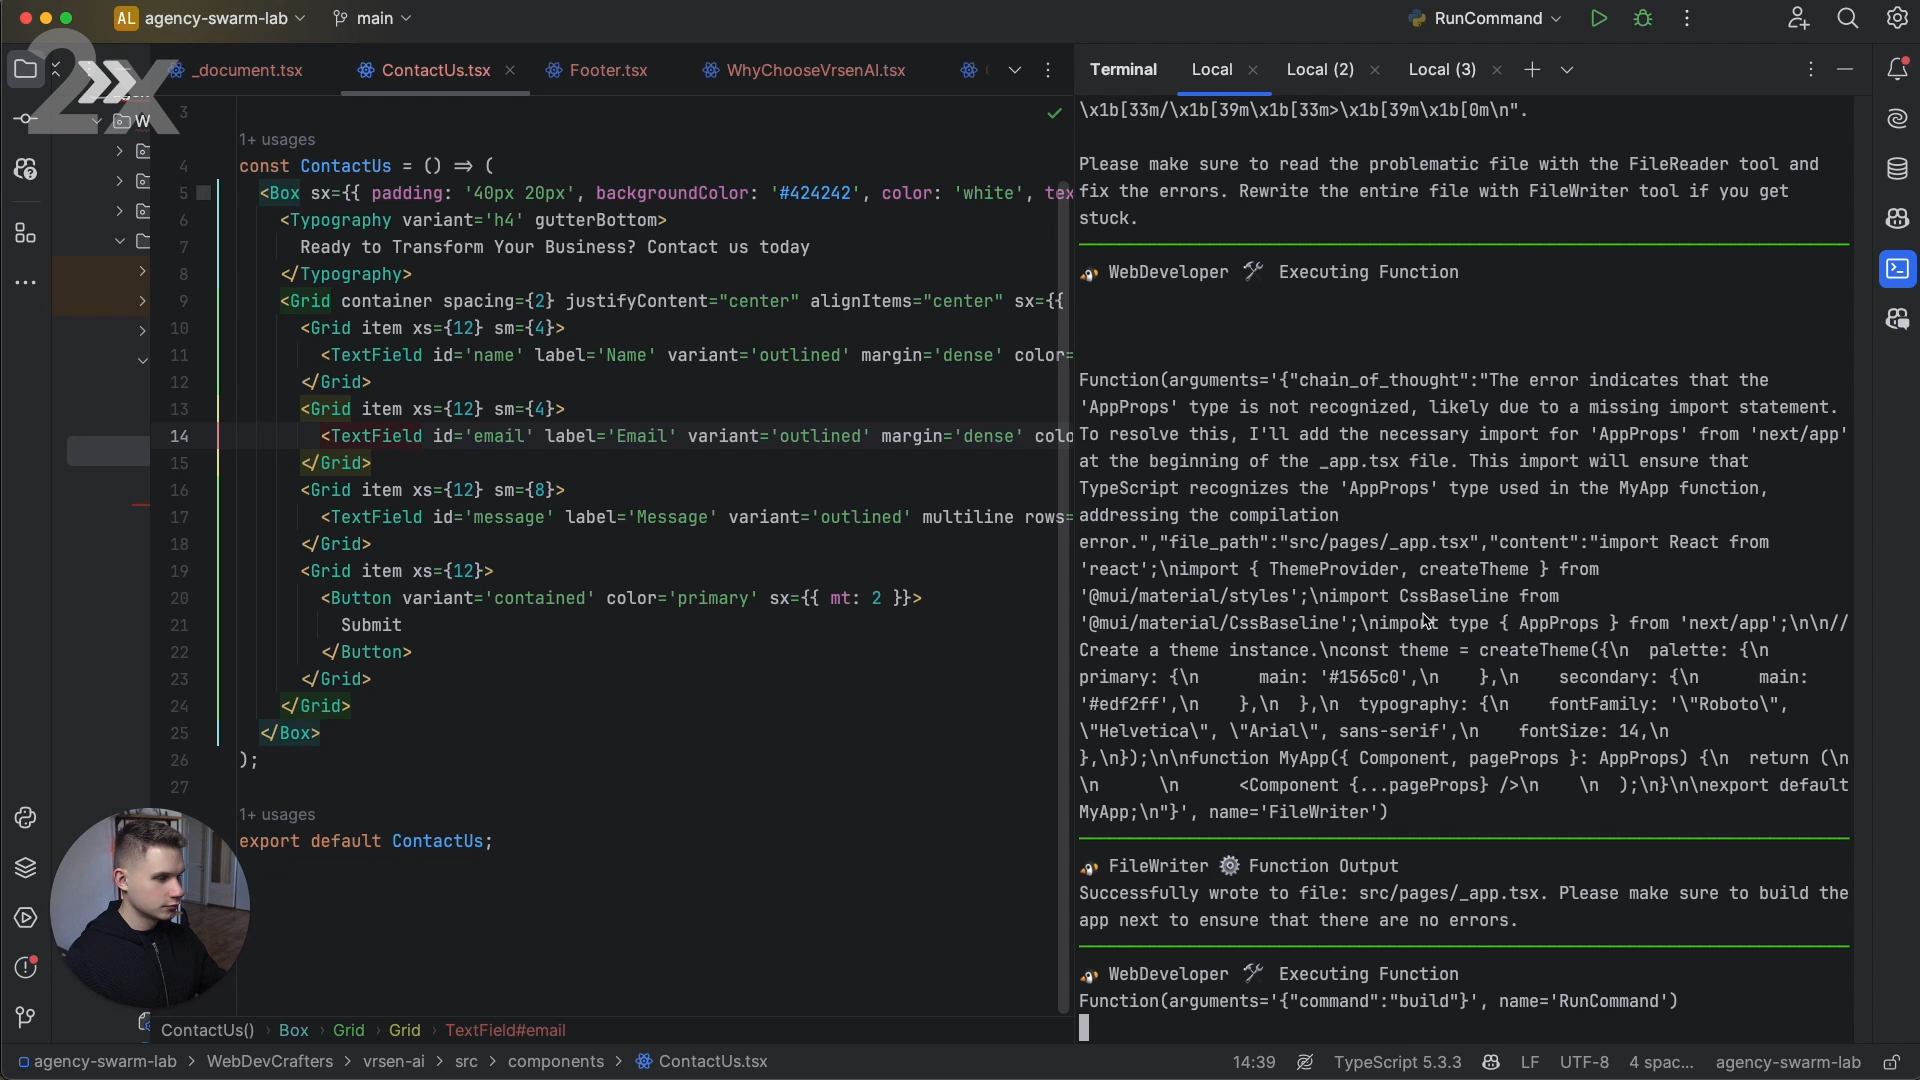 AL agency-swarm-lab
main
RunCommand
2x
_document.tsx
ContactUs.tsx
Footer.tsx
WhyChooseVrsenAI.tsx
W
3
1+ usages
4 const ContactUs = () => (
5 <Box sx={{ padding: '40px 20px', backgroundColor: '#424242', color: 'white', tex
6 <Typography variant='h4' gutterBottom>
7 Ready to Transform Your Business? Contact us today
8 </Typography>
9 <Grid container spacing={2} justifyContent="center" alignItems="center" sx={{
10 <Grid item xs={12} sm={4}>
11 <TextField id='name' label='Name' variant='outlined' margin='dense' color=
12 </Grid>
13 <Grid item xs={12} sm={4}>
14 <TextField id='email' label='Email' variant='outlined' margin='dense' colo
15 </Grid>
16 <Grid item xs={12} sm={8}>
17 <TextField id='message' label='Message' variant='outlined' multiline rows=
18 </Grid>
19 <Grid item xs={12}>
20 <Button variant='contained' color='primary' sx={{ mt: 2 }}>
21 Submit
22 </Button>
23 </Grid>
24 </Grid>
25 </Box>
26 );
27
1+ usages
export default ContactUs;
ContactUs() › Box › Grid › Grid › TextField#email
Terminal Local Local (2) Local (3)
\x1b[33m/\x1b[39m\x1b[33m>\x1b[39m\x1b[0m\n".
Please make sure to read the problematic file with the FileReader tool and
fix the errors. Rewrite the entire file with FileWriter tool if you get
stuck.
WebDeveloper 🛠 Executing Function
Function(arguments='{"chain_of_thought":"The error indicates that the
'AppProps' type is not recognized, likely due to a missing import statement.
To resolve this, I'll add the necessary import for 'AppProps' from 'next/app'
at the beginning of the _app.tsx file. This import will ensure that
TypeScript recognizes the 'AppProps' type used in the MyApp function,
addressing the compilation
error.","file_path":"src/pages/_app.tsx","content":"import React from
'react';\nimport { ThemeProvider, createTheme } from
'@mui/material/styles';\nimport CssBaseline from
'@mui/material/CssBaseline';\nimport type { AppProps } from 'next/app';\n\n//
Create a theme instance.\nconst theme = createTheme({\n palette: {\n
primary: {\n main: '#1565c0',\n },\n secondary: {\n main:
'#edf2ff',\n },\n },\n typography: {\n fontFamily: '\"Roboto\",
\"Helvetica\", \"Arial\", sans-serif',\n fontSize: 14,\n
},\n});\n\nfunction MyApp({ Component, pageProps }: AppProps) {\n return (\n
\n \n <Component {...pageProps} />\n \n );\n}\n\nexport default
MyApp;\n"}', name='FileWriter')
FileWriter ⚙ Function Output
Successfully wrote to file: src/pages/_app.tsx. Please make sure to build the
app next to ensure that there are no errors.
WebDeveloper 🛠 Executing Function
Function(arguments='{"command":"build"}', name='RunCommand')
agency-swarm-lab › WebDevCrafters › vrsen-ai › src › components › ContactUs.tsx
14:39 TypeScript 5.3.3 LF UTF-8 4 spac... agency-swarm-lab